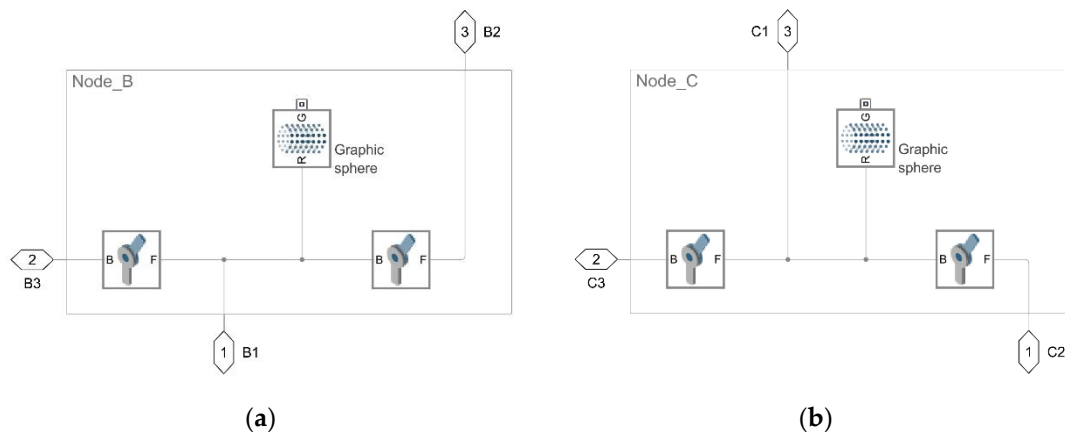 3 B2
Node_B
G
R
Graphic
sphere
B F
B F
2
B3
1 B1
(a)
C1 3
Node_C
G
R
Graphic
sphere
B F
B F
2
C3
1 C2
(b)